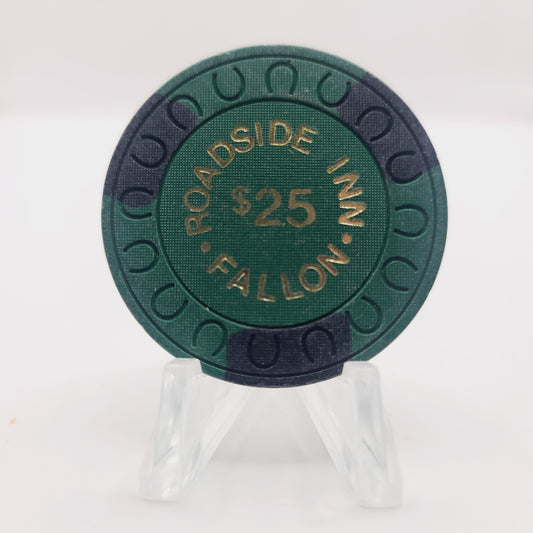 ROADSIDE INN
$25
• FALLON •